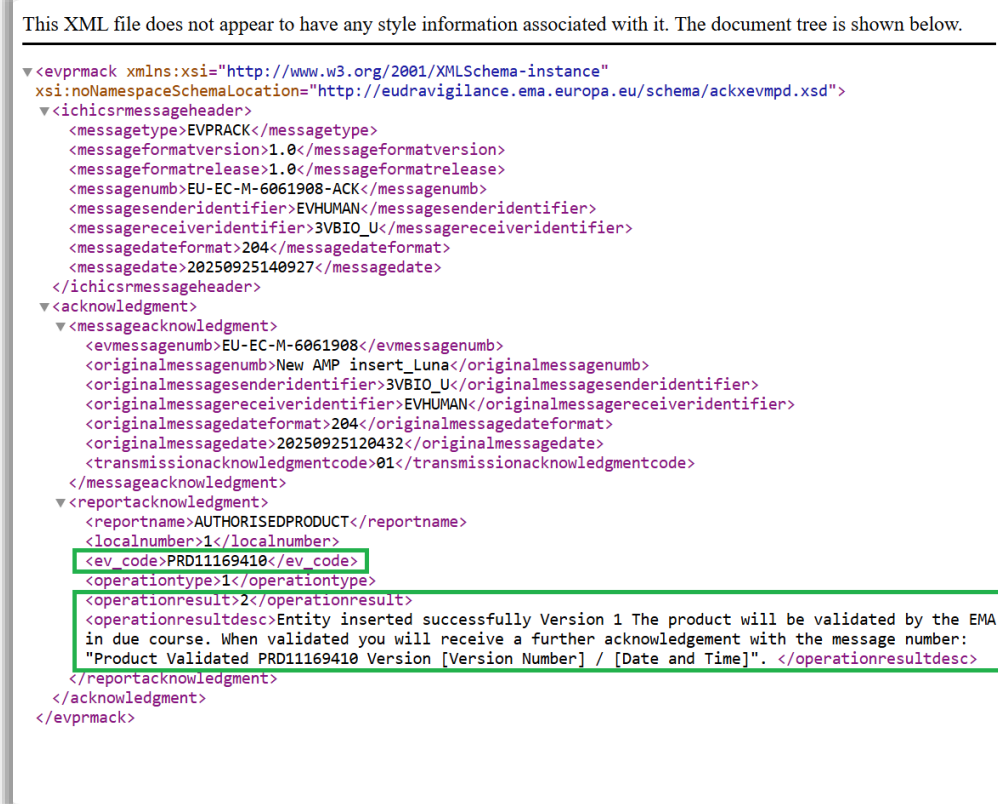 This XML file does not appear to have any style information associated with it. The document tree is shown below.
▼<evprmack xmlns:xsi="http://www.w3.org/2001/XMLSchema-instance"
xsi:noNamespaceSchemaLocation="http://eudravigilance.ema.europa.eu/schema/ackxevmpd.xsd">
▼<ichicsrmessageheader>
<messagetype>EVPRACK</messagetype>
<messageformatversion>1.0</messageformatversion>
<messageformatrelease>1.0</messageformatrelease>
<messagenumb>EU-EC-M-6061908-ACK</messagenumb>
<messagesenderidentifier>EVHUMAN</messagesenderidentifier>
<messagereceiveridentifier>3VBIO_U</messagereceiveridentifier>
<messagedateformat>204</messagedateformat>
<messagedate>20250925140927</messagedate>
</ichicsrmessageheader>
▼<acknowledgment>
▼<messageacknowledgment>
<evmessagenumb>EU-EC-M-6061908</evmessagenumb>
<originalmessagenumb>New AMP insert_Luna</originalmessagenumb>
<originalmessagesenderidentifier>3VBIO_U</originalmessagesenderidentifier>
<originalmessagereceiveridentifier>EVHUMAN</originalmessagereceiveridentifier>
<originalmessagedateformat>204</originalmessagedateformat>
<originalmessagedate>20250925120432</originalmessagedate>
<transmissionacknowledgmentcode>01</transmissionacknowledgmentcode>
</messageacknowledgment>
▼<reportacknowledgment>
<reportname>AUTHORISEDPRODUCT</reportname>
<localnumber>1</localnumber>
<ev_code>PRD11169410</ev_code>
<operationtype>1</operationtype>
<operationresult>2</operationresult>
<operationresultdesc>Entity inserted successfully Version 1 The product will be validated by the EMA
in due course. When validated you will receive a further acknowledgement with the message number:
"Product Validated PRD11169410 Version [Version Number] / [Date and Time]". </operationresultdesc>
</reportacknowledgment>
</acknowledgment>
</evprmack>